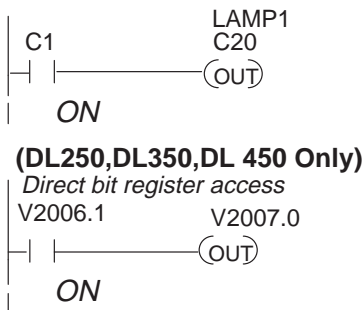 LAMP1
C1 C20
OUT
ON
(DL250,DL350,DL 450 Only)
Direct bit register access
V2006.1 V2007.0
OUT
ON